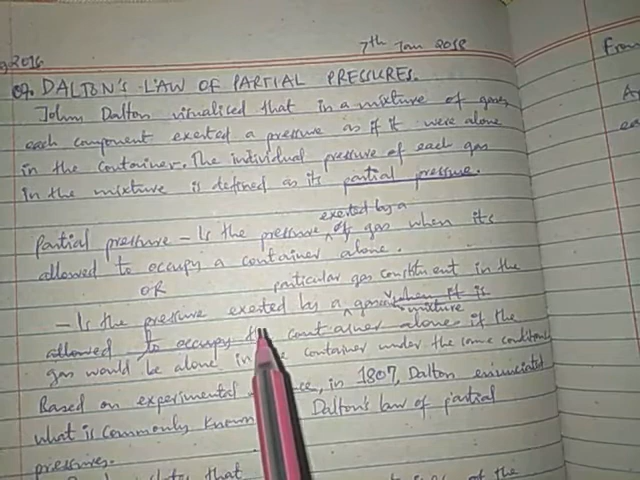 7th Jan 2018
09. DALTON'S LAW OF PARTIAL PRESSURES.
John Dalton visualised that in a mixture of gases
each component exerted a pressure as if it were alone
in the container. The individual pressure of each gas
in the mixture is defined as its partial pressure.
exerted by a
Partial pressure - Is the pressure of gas when its
allowed to occupy a container alone.
OR particular gas constituent in the
- Is the pressure exerted by a gas when it is
mixture
allowed to occupy the container alone if the
gas would be alone in container under the same conditions
Based on experimental in 1807, Dalton enunciated
what is commonly known Dalton's law of partial
pressures.
that of the